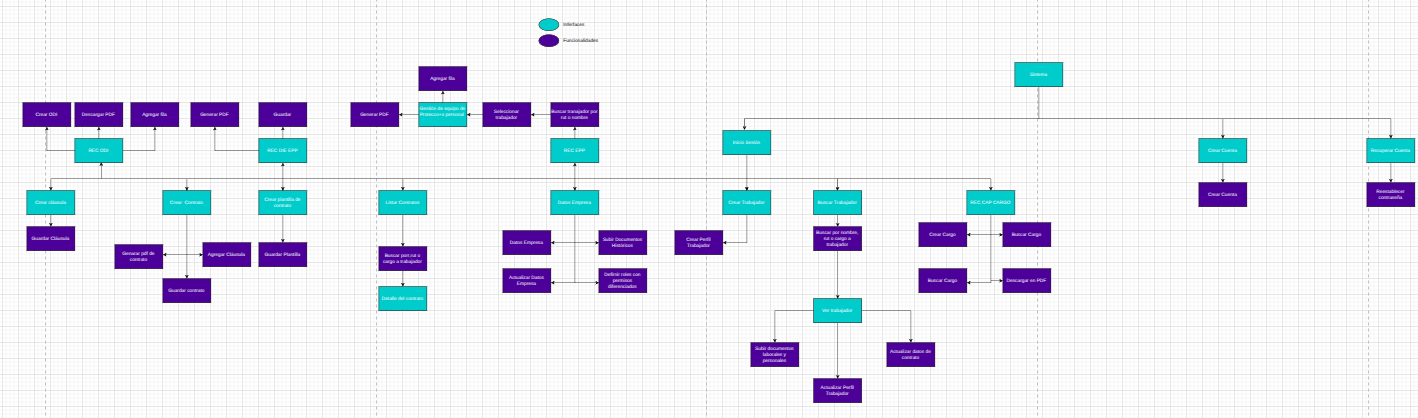 Interfaces
Funcionalidades
Sistema
Agregar fila
Crear ODI
Descargar PDF
Agregar fila
Generar PDF
Guardar
Generar PDF
Gestión de equipo de
Seleccionar
trabajador
Buscar trabajador por
rut o nombre
REC ODI
REC DE EPP
REC EPP
Inicio Sesión
Crear Cuenta
Recuperar Cuenta
Crear cláusula
Crear Contrato
Crear plantilla de
contrato
Listar Contratos
Datos Empresa
Crear Trabajador
Buscar Trabajador
REC CAP CARGO
Crear Cuenta
Reestablecer
contraseña
Guardar Cláusula
Generar pdf de
contrato
Agregar Cláusula
Guardar Plantilla
Buscar por rut o
cargo a trabajador
Datos Empresa
Subir Documentos
Históricos
Crear Perfil
Trabajador
Buscar por nombre,
rut o cargo a
trabajador
Crear Cargo
Buscar Cargo
Guardar contrato
Detalle del contrato
Actualizar Datos
Empresa
Definir roles con
permisos
diferenciados
Buscar Cargo
Descargar en PDF
Ver trabajador
Subir documentos
laborales y
personales
Actualizar datos de
contrato
Actualizar Perfil
Trabajador